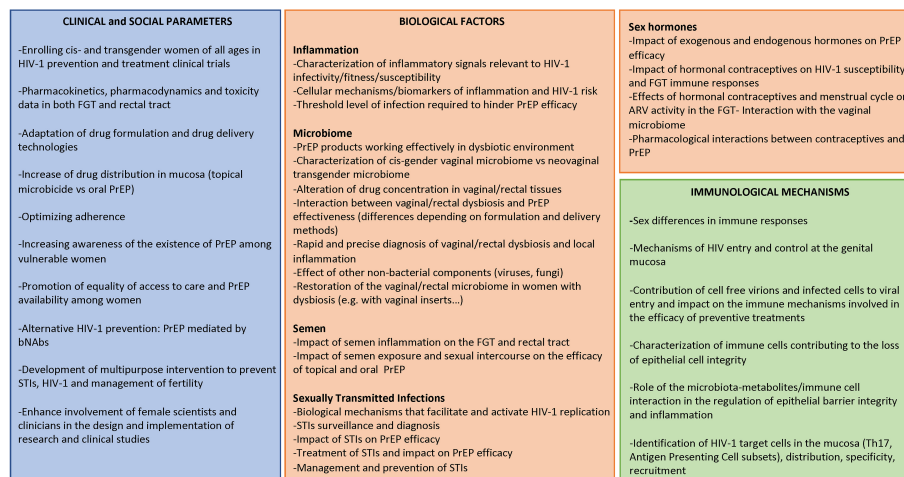 CLINICAL and SOCIAL PARAMETERS
-Enrolling cis- and transgender women of all ages in
HIV-1 prevention and treatment clinical trials
-Pharmacokinetics, pharmacodynamics and toxicity
data in both FGT and rectal tract
-Adaptation of drug formulation and drug delivery
technologies
-Increase of drug distribution in mucosa (topical
microbicide vs oral PrEP)
-Optimizing adherence
-Increasing awareness of the existence of PrEP among
vulnerable women
-Promotion of equality of access to care and PrEP
availability among women
-Alternative HIV-1 prevention: PrEP mediated by
bNAbs
-Development of multipurpose intervention to prevent
STIs, HIV-1 and management of fertility
-Enhance involvement of female scientists and
clinicians in the design and implementation of
research and clinical studies
BIOLOGICAL FACTORS
Inflammation
-Characterization of inflammatory signals relevant to HIV-1
infectivity/fitness/susceptibility
-Cellular mechanisms/biomarkers of inflammation and HIV-1 risk
-Threshold level of infection required to hinder PrEP efficacy
Microbiome
-PrEP products working effectively in dysbiotic environment
-Characterization of cis-gender vaginal microbiome vs neovaginal
transgender microbiome
-Alteration of drug concentration in vaginal/rectal tissues
-Interaction between vaginal/rectal dysbiosis and PrEP
effectiveness (differences depending on formulation and delivery
methods)
-Rapid and precise diagnosis of vaginal/rectal dysbiosis and local
inflammation
-Effect of other non-bacterial components (viruses, fungi)
-Restoration of the vaginal/rectal microbiome in women with
dysbiosis (e.g. with vaginal inserts...)
Semen
-Impact of semen inflammation on the FGT and rectal tract
-Impact of semen exposure and sexual intercourse on the efficacy
of topical and oral PrEP
Sexually Transmitted Infections
-Biological mechanisms that facilitate and activate HIV-1 replication
-STIs surveillance and diagnosis
-Impact of STIs on PrEP efficacy
-Treatment of STIs and impact on PrEP efficacy
-Management and prevention of STIs
Sex hormones
-Impact of exogenous and endogenous hormones on PrEP
efficacy
-Impact of hormonal contraceptives on HIV-1 susceptibility
and FGT immune responses
-Effects of hormonal contraceptives and menstrual cycle
ARV activity in the FGT- Interaction with the vaginal
microbiome
-Pharmacological interactions between contraceptives and
PrEP
IMMUNOLOGICAL MECHANISMS
-Sex differences in immune responses
-Mechanisms of HIV entry and control at the genital
mucosa
-Contribution of cell free virions and infected cells to viral
entry and impact on the immune mechanisms involved in
the efficacy of preventive treatments
-Characterization of immune cells contributing to the loss
of epithelial cell integrity
-Role of the microbiota-metabolites/immune cell
interaction in the regulation of epithelial barrier integrity
and inflammation
-Identification of HIV-1 target cells in the mucosa (Th17,
Antigen Presenting Cell subsets), distribution, specificity,
recruitment